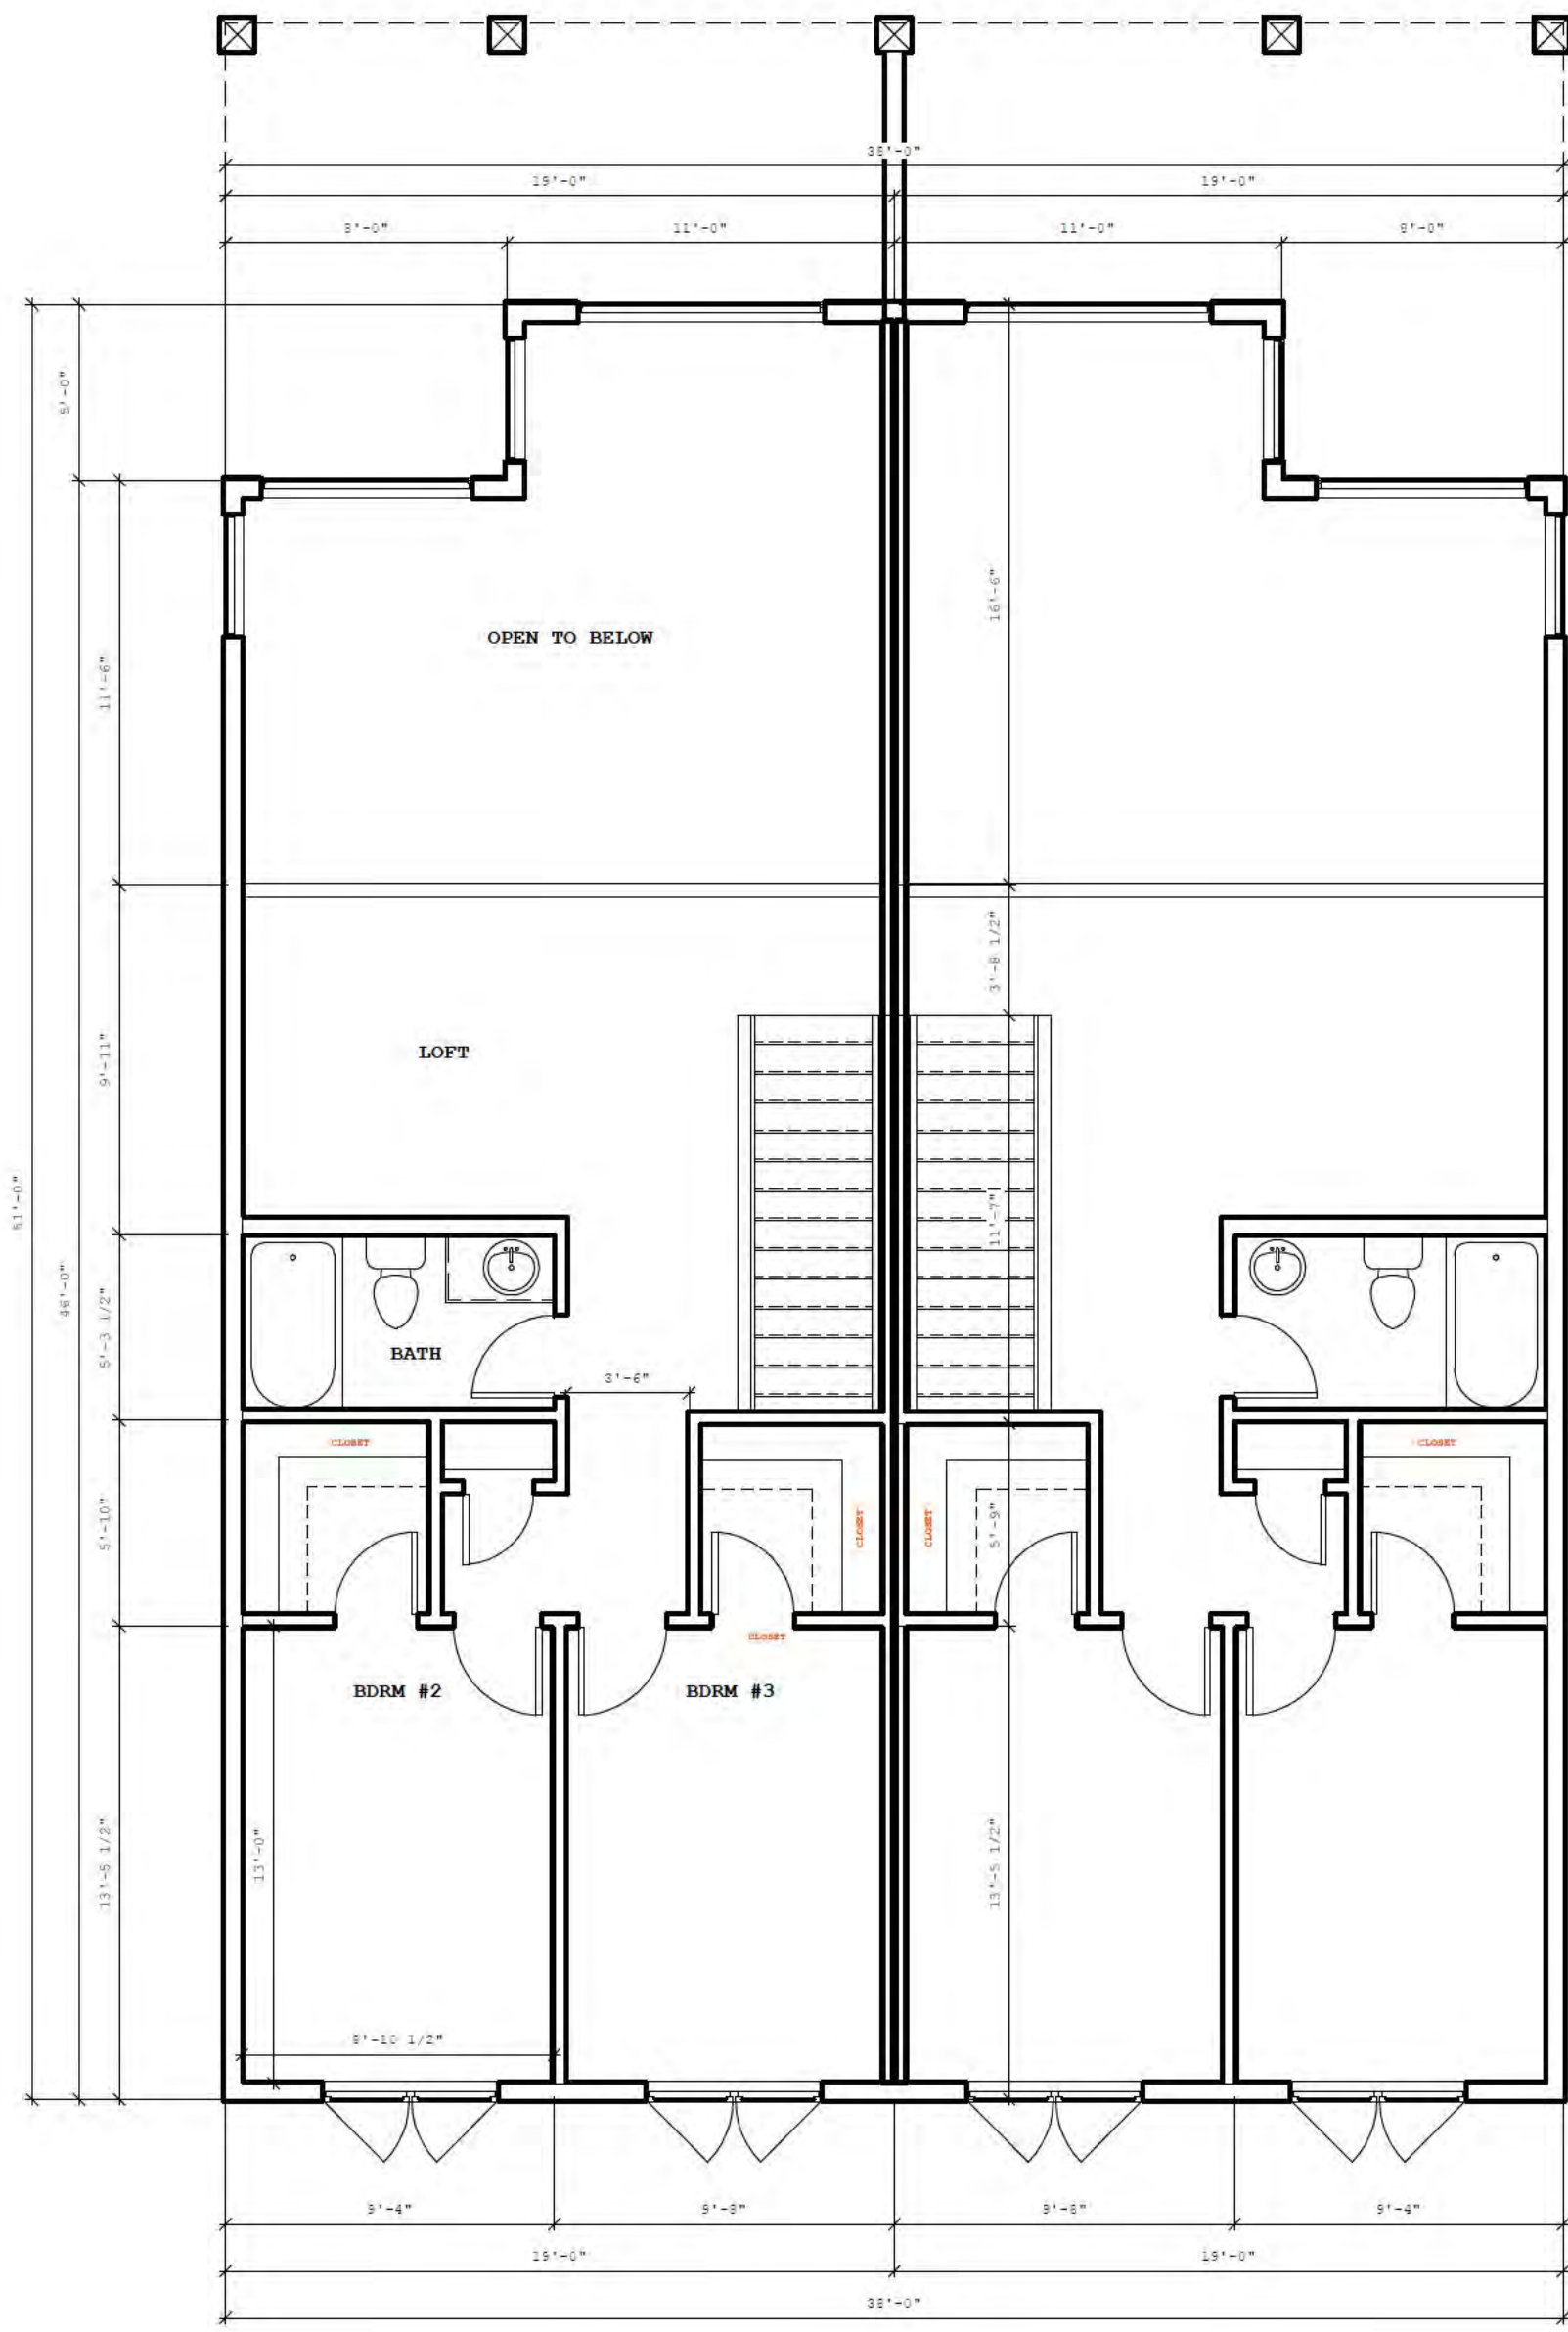 38'-0"
19'-0" 19'-0"
8'-0" 11'-0" 11'-0" 8'-0"
5'-0"
16'-6"
OPEN TO BELOW
11'-6"
3'-8 1/2"
LOFT
9'-11"
51'-0"
11'-7"
46'-0"
5'-3 1/2"
BATH
3'-6"
CLOSET
CLOSET
5'-10"
CLOSET
CLOSET
5'-9"
CLOSET
BDRM #2
BDRM #3
13'-5 1/2"
13'-0"
13'-5 1/2"
8'-10 1/2"
9'-4" 9'-8" 9'-8" 9'-4"
19'-0" 19'-0"
38'-0"